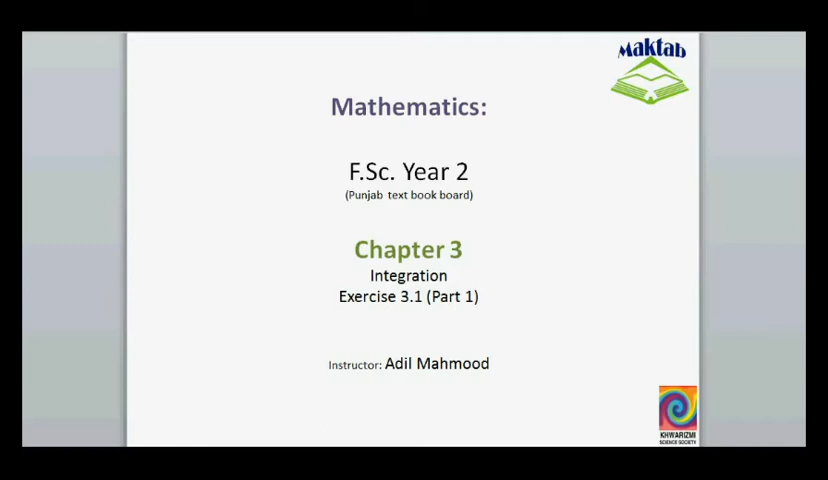 Maktab
Mathematics:
F.Sc. Year 2
(Punjab text book board)
Chapter 3
Integration
Exercise 3.1 (Part 1)
Instructor: Adil Mahmood
KHWARIZMI
SCIENCE SOCIETY